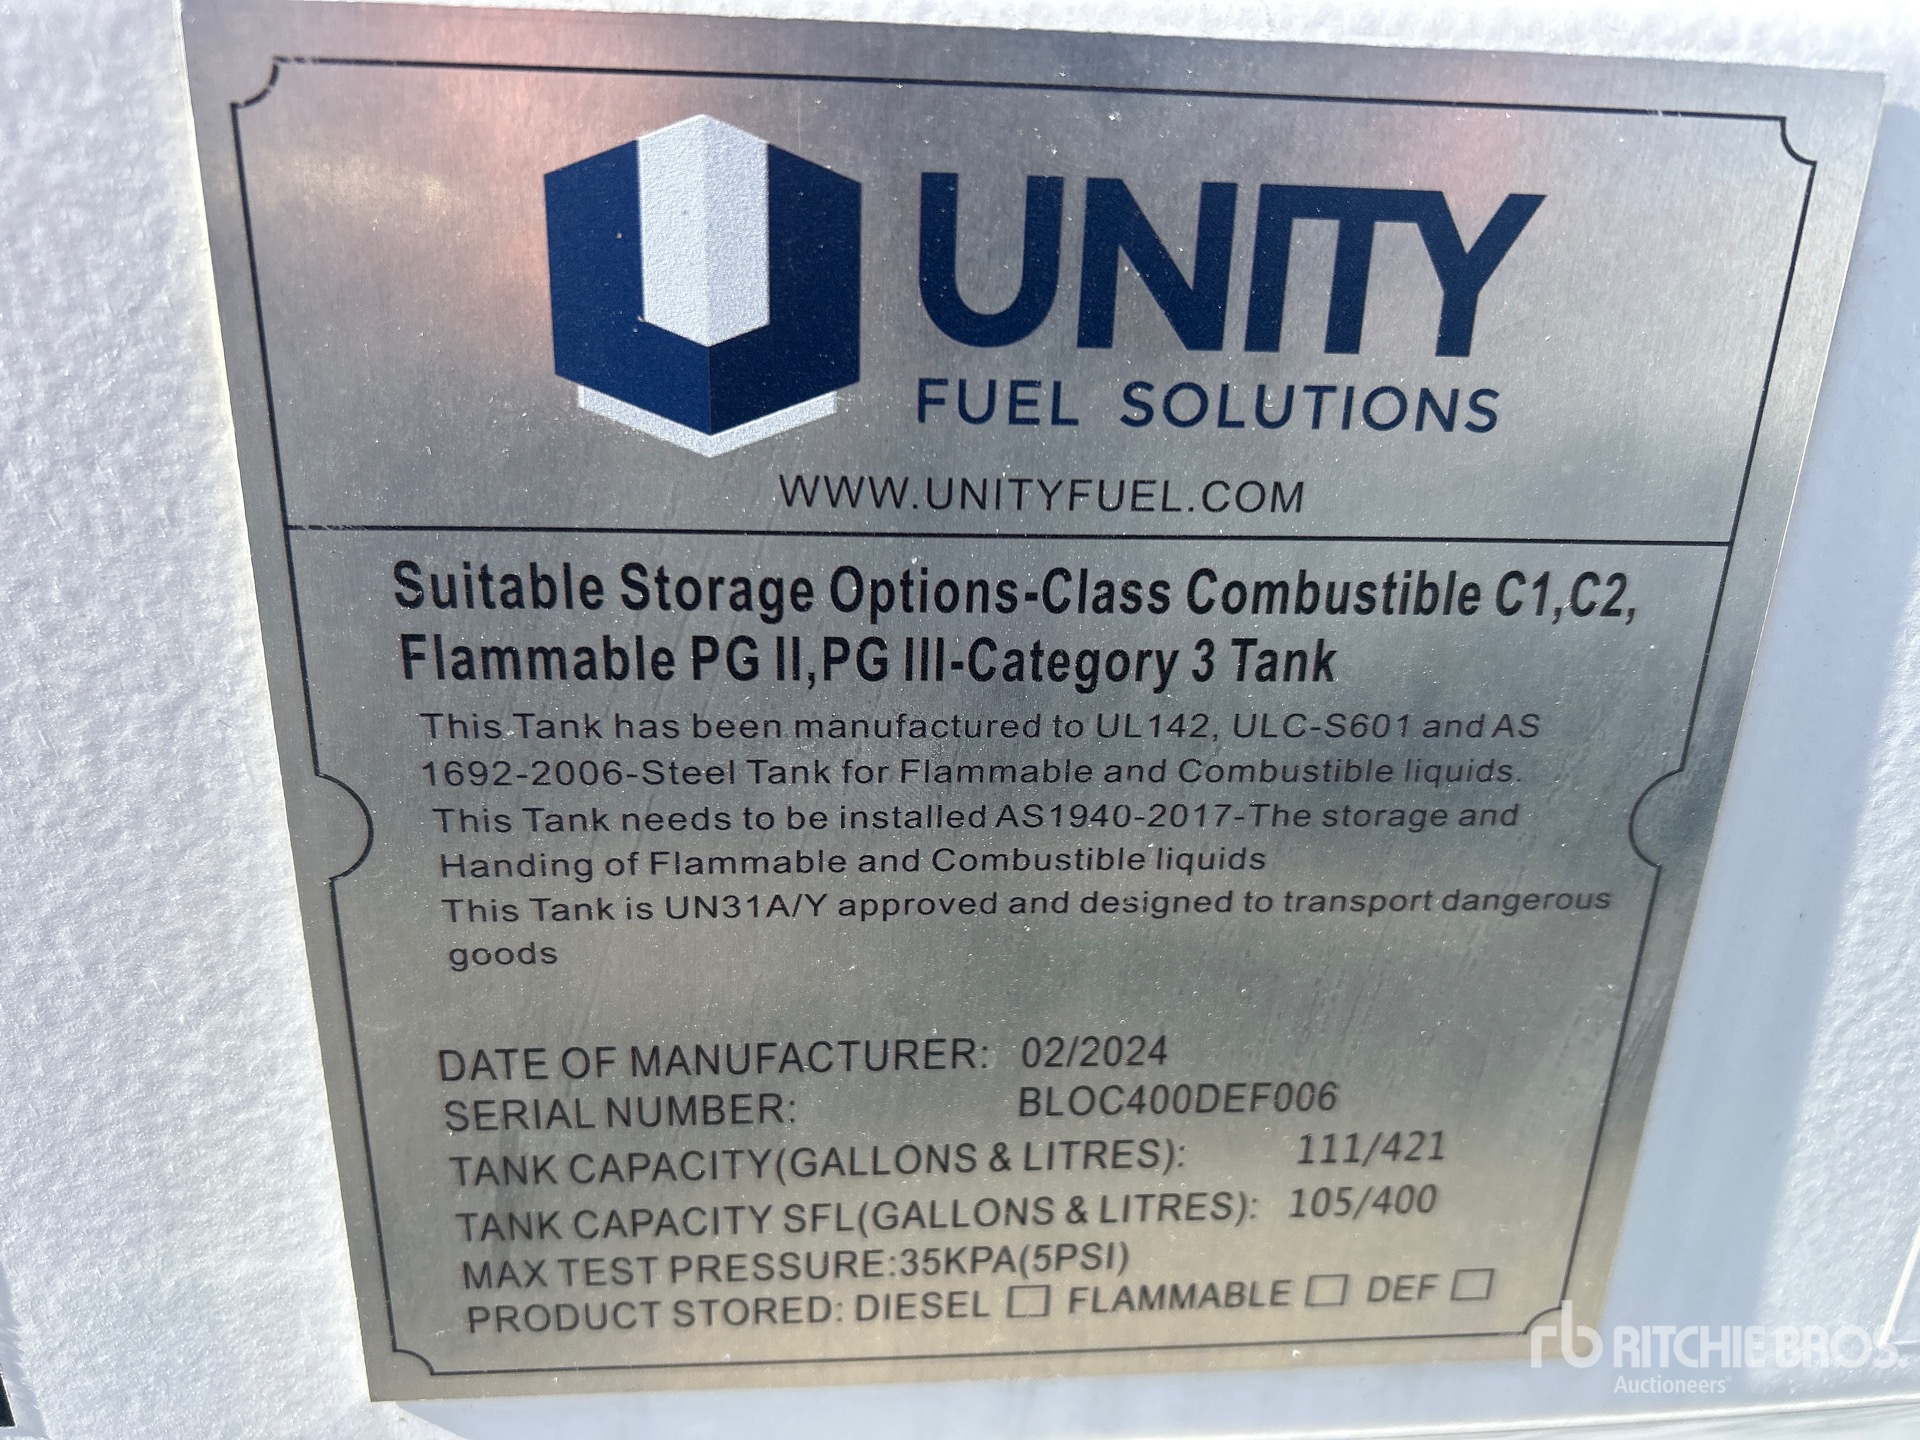 UNITY
FUEL SOLUTIONS
WWW.UNITYFUEL.COM
Suitable Storage Options-Class Combustible C1,C2,
Flammable PG II,PG III-Category 3 Tank
This Tank has been manufactured to UL142, ULC-S601 and AS
1692-2006-Steel Tank for Flammable and Combustible liquids.
This Tank needs to be installed AS1940-2017-The storage and
Handing of Flammable and Combustible liquids
This Tank is UN31A/Y approved and designed to transport dangerous
goods
DATE OF MANUFACTURER: 02/2024
SERIAL NUMBER: BLOC400DEF006
TANK CAPACITY(GALLONS & LITRES): 111/421
TANK CAPACITY SFL(GALLONS & LITRES): 105/400
MAX TEST PRESSURE:35KPA(5PSI)
PRODUCT STORED: DIESEL □ FLAMMABLE □ DEF □
rb RITCHIE BROS.
Auctioneers